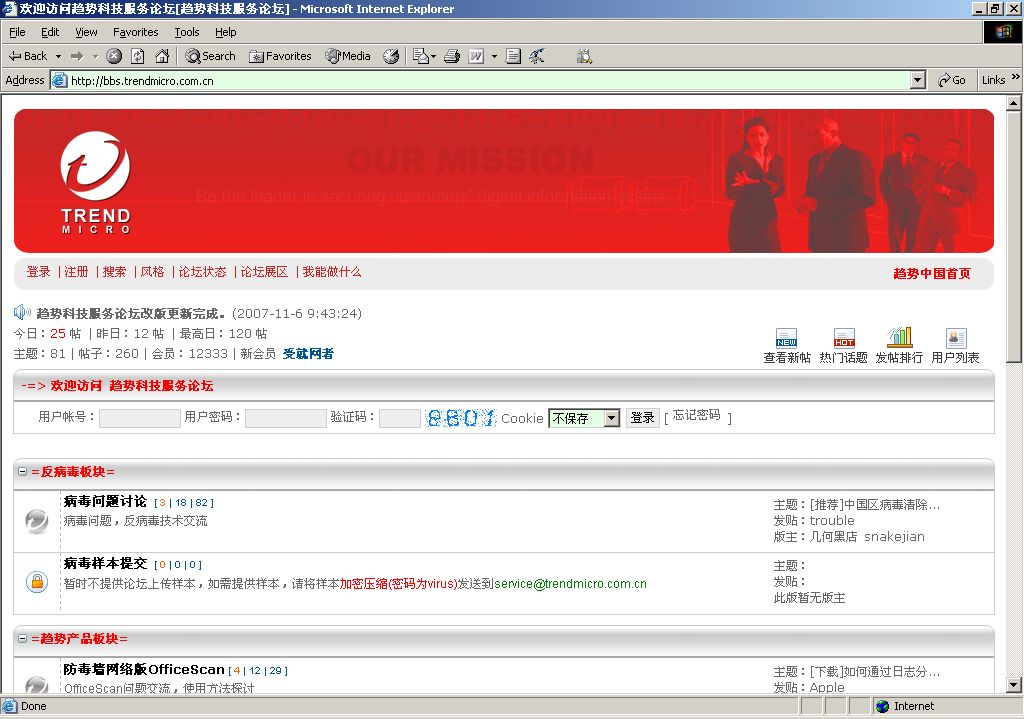 欢迎访问趋势科技服务论坛[趋势科技服务论坛] - Microsoft Internet Explorer
File Edit View Favorites Tools Help
Back Search Favorites Media
Address http://bbs.trendmicro.com.cn Go Links »
OUR MISSION
Be the leader in securing customers' digital information assets
TREND
MICRO
登录 | 注册 | 搜索 | 风格 | 论坛状态 | 论坛展区 | 我能做什么 趋势中国首页
趋势科技服务论坛改版更新完成。(2007-11-6 9:43:24)
今日：25 帖 | 昨日：12 帖 | 最高日：120 帖
主题：81 | 帖子：260 | 会员：12333 | 新会员 受裁网者
NEW HOT
查看新帖 热门话题 发帖排行 用户列表
-=> 欢迎访问 趋势科技服务论坛
用户帐号： 用户密码： 验证码： 8B01 Cookie 不保存 登录 [ 忘记密码 ]
=反病毒板块=
病毒问题讨论 [ 3 | 18 | 82 ]
病毒问题，反病毒技术交流
主题：[推荐]中国区病毒清除...
发贴：trouble
版主：几何黑店 snakejian
病毒样本提交 [ 0 | 0 | 0 ]
暂时不提供论坛上传样本，如需提供样本，请将样本加密压缩(密码为virus)发送到service@trendmicro.com.cn
主题：
发贴：
此版暂无版主
=趋势产品板块=
防毒墙网络版OfficeScan [ 4 | 12 | 29 ]
OfficeScan问题交流，使用方法探讨
主题：[下载]如何通过日志分...
发贴：Apple
Done Internet